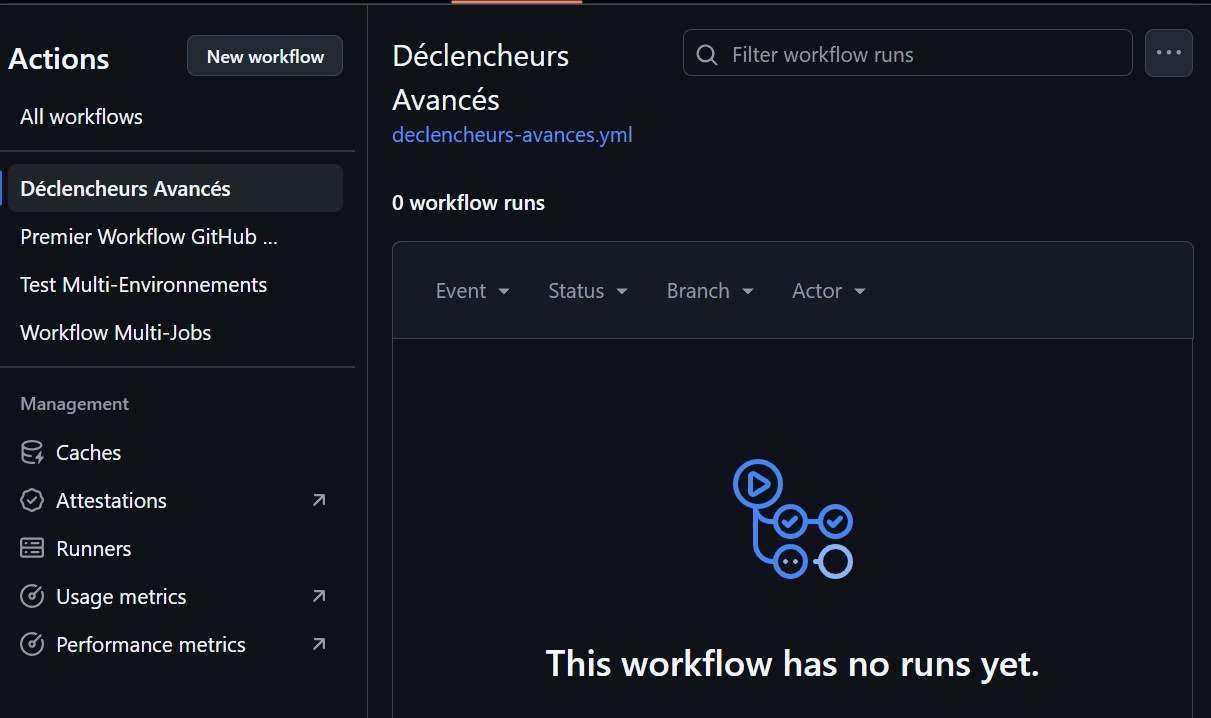 Actions
New workflow
All workflows
Déclencheurs Avancés
Premier Workflow GitHub ...
Test Multi-Environnements
Workflow Multi-Jobs
Management
Caches
Attestations
Runners
Usage metrics
Performance metrics
Déclencheurs
Avancés
declencheurs-avances.yml
Filter workflow runs
0 workflow runs
Event Status Branch Actor
This workflow has no runs yet.